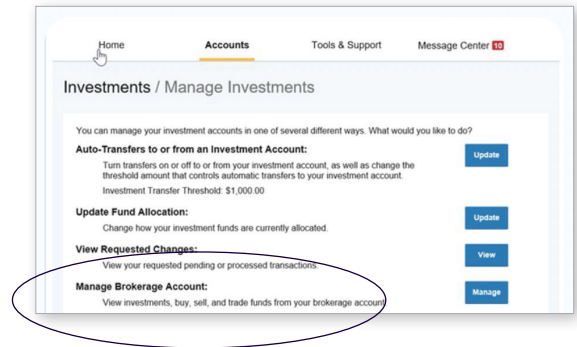 Home Accounts Tools & Support Message Center 10
Investments / Manage Investments
You can manage your investment accounts in one of several different ways. What would you like to do?
Auto-Transfers to or from an Investment Account:
Update
Turn transfers on or off to or from your investment account, as well as change the
threshold amount that controls automatic transfers to your investment account.
Investment Transfer Threshold: $1,000.00
Update Fund Allocation:
Update
Change how your investment funds are currently allocated.
View Requested Changes:
View
View your requested pending or processed transactions.
Manage Brokerage Account:
Manage
View investments, buy, sell, and trade funds from your brokerage account